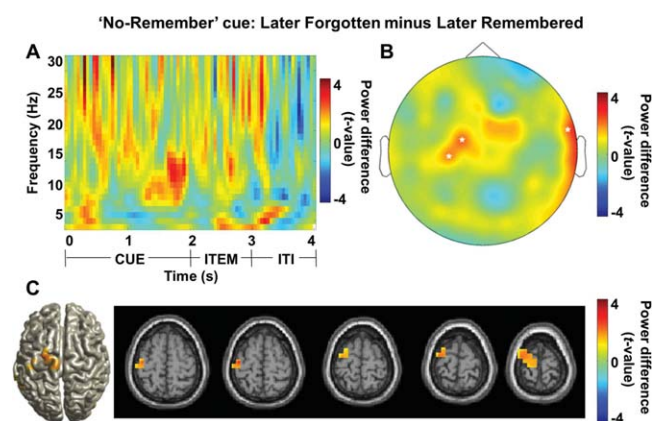 ‘No-Remember’ cue: Later Forgotten minus Later Remembered
A
30
25
20
15
10
5
Frequency (Hz)
0 1 2 3 4
CUE ITEM ITI
Time (s)
4
0
-4
Power difference
(t-value)
B
4
0
-4
Power difference
(t-value)
C
4
0
-4
Power difference
(t-value)